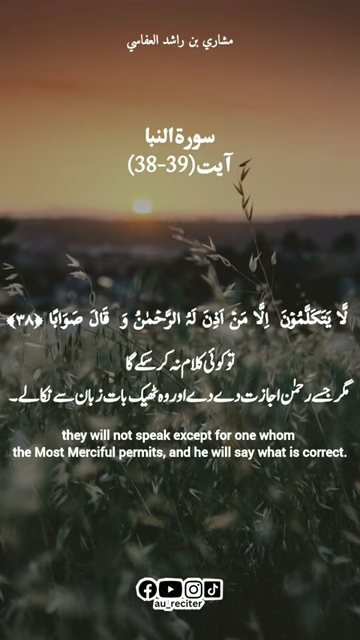 مشاري بن راشد العفاسي
سورة النبا
آیت(39-38)
لَّا يَتَكَلَّمُوْنَ اِلَّا مَنْ اَذِنَ لَهُ الرَّحْمٰنُ وَ قَالَ صَوَابًا ﴿۳۸﴾
تو کوئی کلام نہ کر سکے گا
مگر جسے رحمٰن اجازت دے دے اور وہ ٹھیک بات زبان سے نکالے۔
they will not speak except for one whom
the Most Merciful permits, and he will say what is correct.
au_reciter